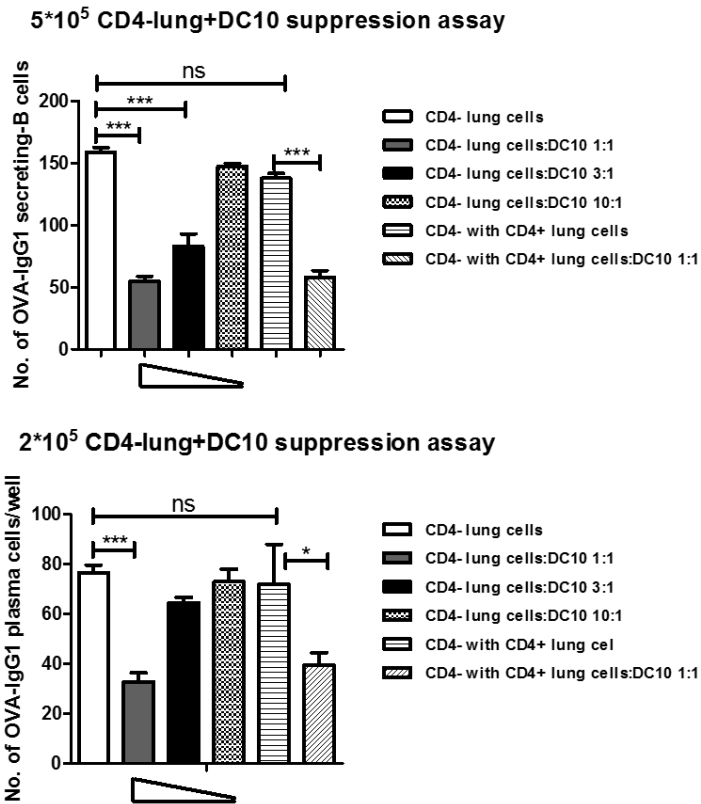 5*10⁵ CD4-lung+DC10 suppression assay
ns
***
***
***
200
150
100
50
0
No. of OVA-IgG1 secreting-B cells
CD4- lung cells
CD4- lung cells:DC10 1:1
CD4- lung cells:DC10 3:1
CD4- lung cells:DC10 10:1
CD4- with CD4+ lung cells
CD4- with CD4+ lung cells:DC10 1:1
2*10⁵ CD4-lung+DC10 suppression assay
ns
***
*
100
80
60
40
20
0
No. of OVA-IgG1 plasma cells/well
CD4- lung cells
CD4- lung cells:DC10 1:1
CD4- lung cells:DC10 3:1
CD4- lung cells:DC10 10:1
CD4- with CD4+ lung cel
CD4- with CD4+ lung cells:DC10 1:1